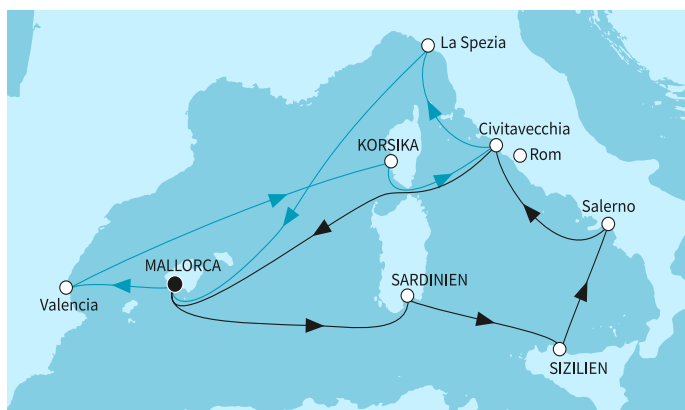 La Spezia
Civitavecchia
KORSIKA
Rom
Salerno
MALLORCA
SARDINIEN
Valencia
SIZILIEN